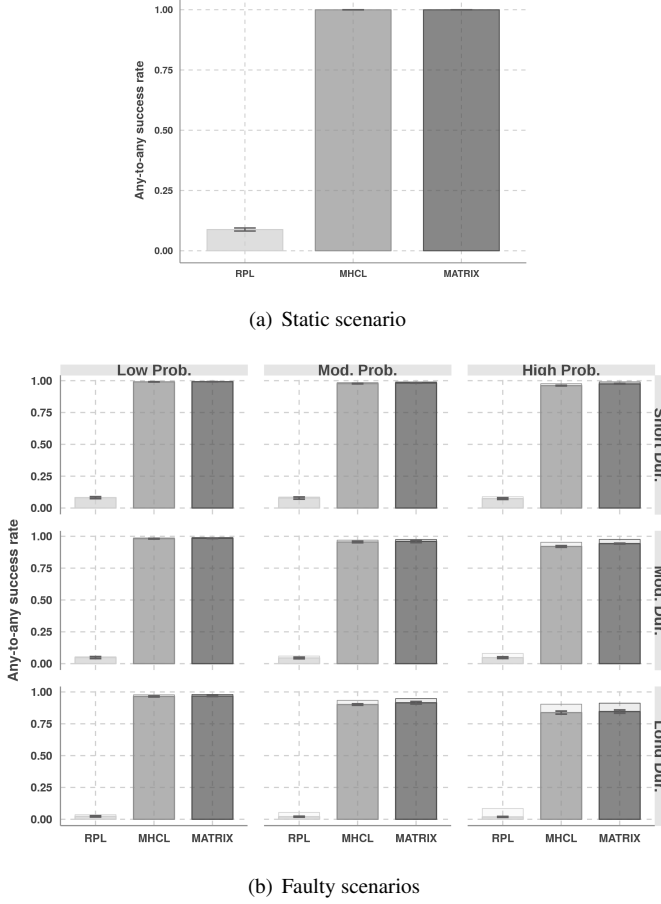 Any-to-any success rate
1.00
0.75
0.50
0.25
0.00
RPL MHCL MATRIX
(a) Static scenario
Low Prob. Mod. Prob. High Prob.
Any-to-any success rate
1.00
0.75
0.50
0.25
0.00
Short Dur.
1.00
0.75
0.50
0.25
0.00
Mod. Dur.
1.00
0.75
0.50
0.25
0.00
Long Dur.
RPL MHCL MATRIX RPL MHCL MATRIX RPL MHCL MATRIX
(b) Faulty scenarios